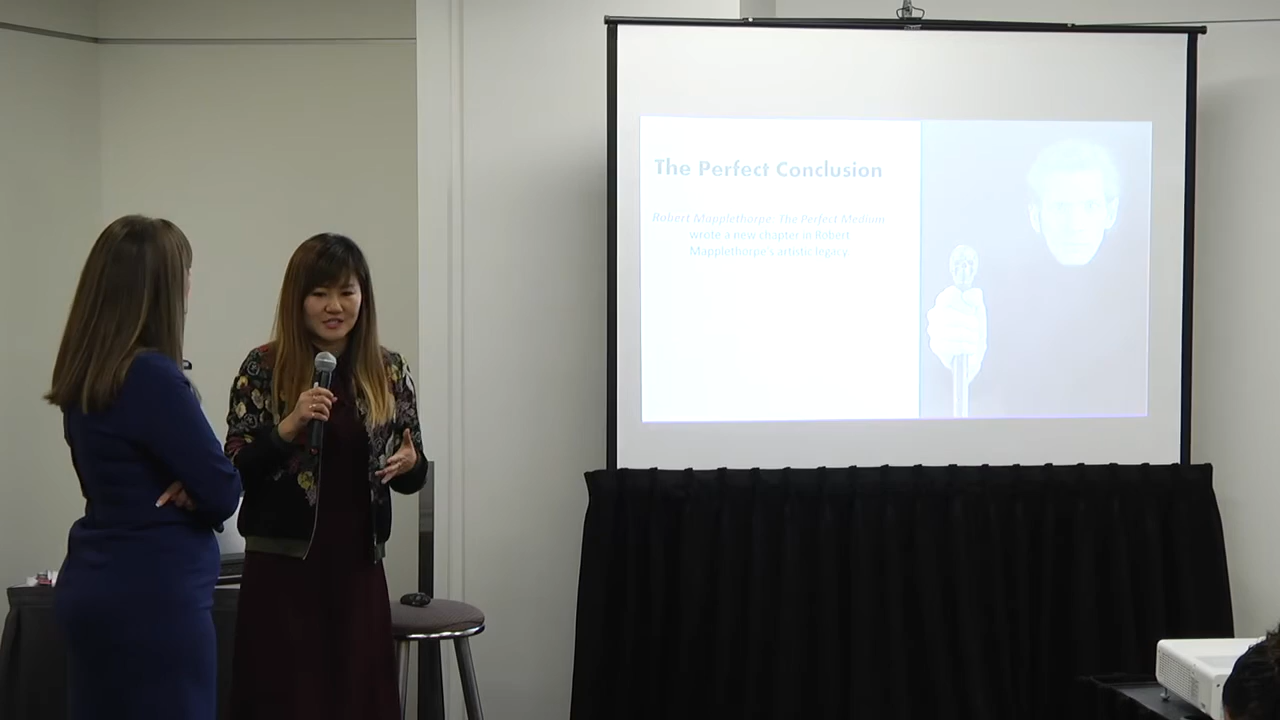 The Perfect Conclusion
Robert Mapplethorpe: The Perfect Medium
wrote a new chapter in Robert
Mapplethorpe's artistic legacy